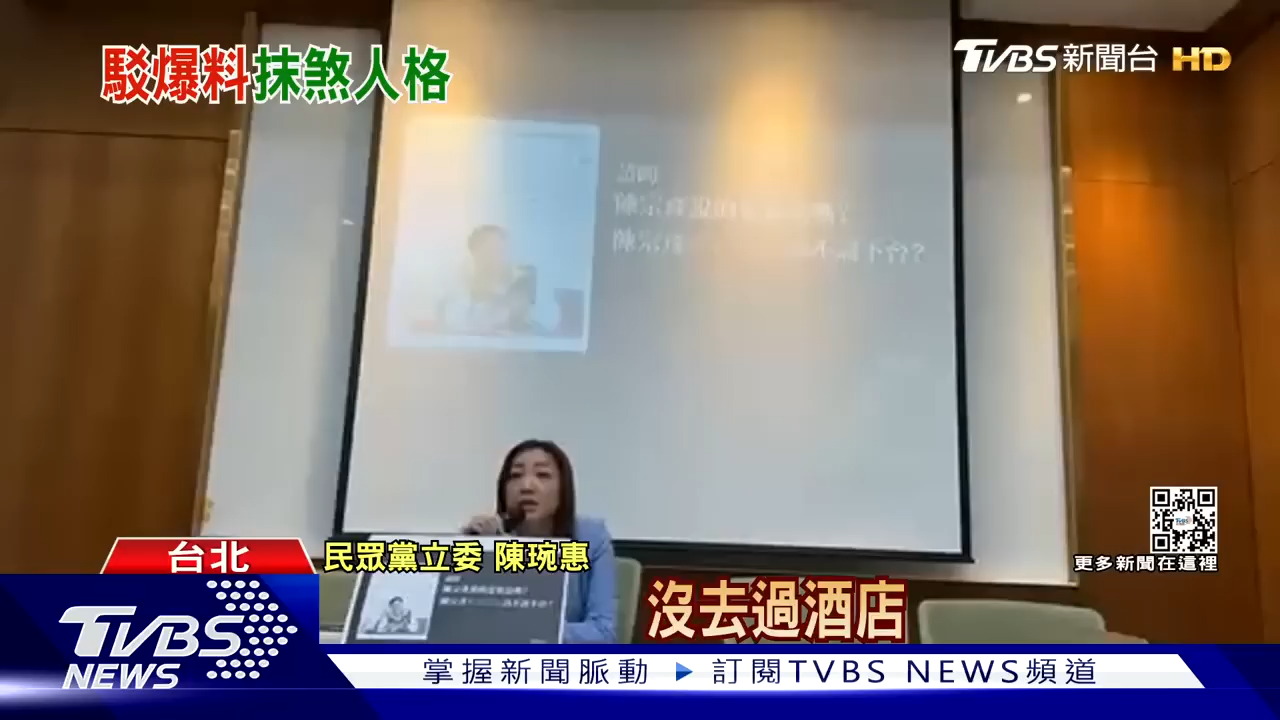 駁爆料抹煞人格
TVBS新聞台 HD
請問
台北
民眾黨立委 陳琬惠
更多新聞在這裡
沒去過酒店
TVBS NEWS
掌握新聞脈動 ▶ 訂閱TVBS NEWS頻道